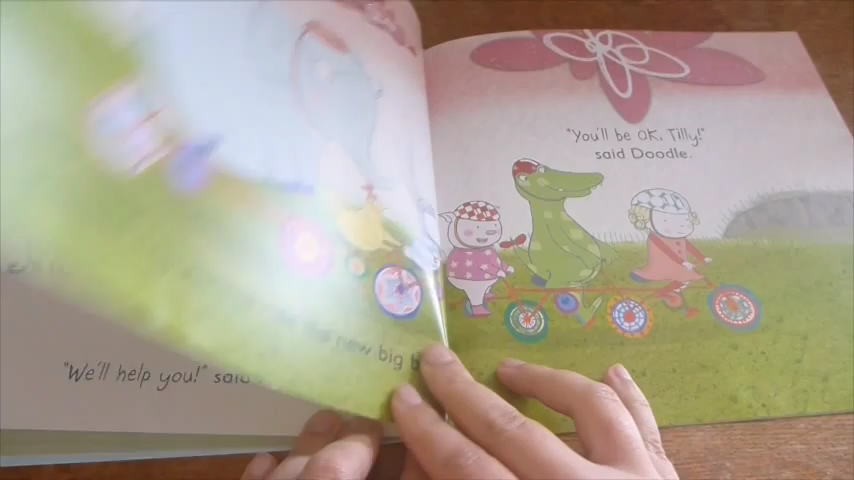 "We'll help you!" said
new big
"You'll be OK, Tilly!"
said Doodle.